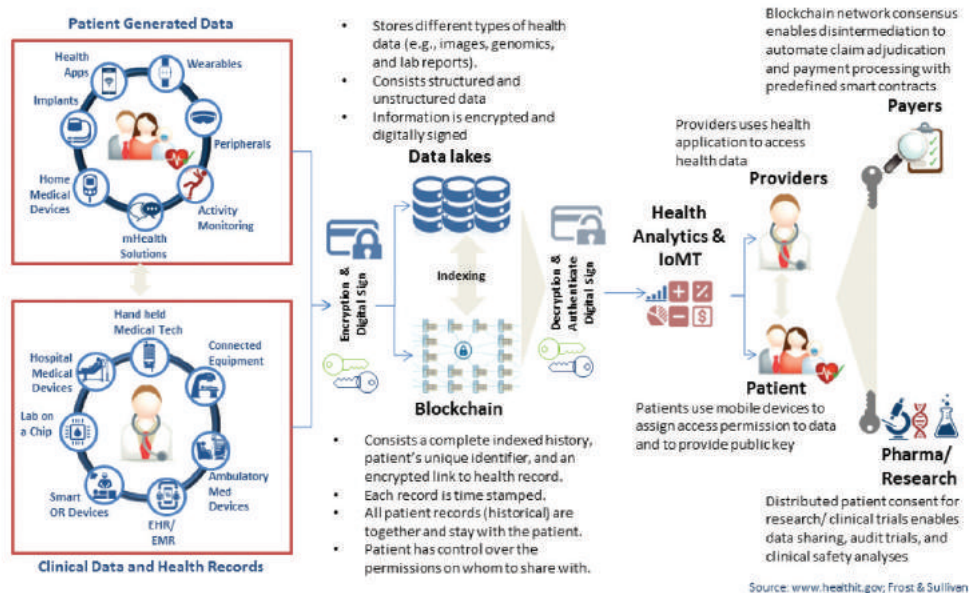 Patient Generated Data
Health
Apps
Wearables
Implants
Peripherals
Home
Medical
Devices
Activity
Monitoring
mHealth
Solutions
Hand held
Medical Tech
Connected
Equipment
Hospital
Medical
Devices
Lab on
a Chip
Ambulatory
Med
Devices
Smart
OR Devices
EHR/
EMR
Clinical Data and Health Records
• Stores different types of health
data (e.g., images, genomics,
and lab reports).
• Consists structured and
unstructured data
• Information is encrypted and
digitally signed
Data lakes
Encryption &
Digital Sign
Indexing
Decryption &
Authenticate
Digital Sign
Blockchain
• Consists a complete indexed history,
patient's unique identifier, and an
encrypted link to health record.
• Each record is time stamped.
• All patient records (historical) are
together and stay with the patient.
• Patient has control over the
permissions on whom to share with.
Health
Analytics &
IoMT
Providers uses health
application to access
health data
Providers
Patient
Patients use mobile devices to
assign access permission to data
and to provide public key
Blockchain network consensus
enables disintermediation to
automate claim adjudication
and payment processing with
predefined smart contracts
Payers
Pharma/
Research
Distributed patient consent for
research/ clinical trials enables
data sharing, audit trials, and
clinical safety analyses
Source: www.healthit.gov; Frost & Sullivan